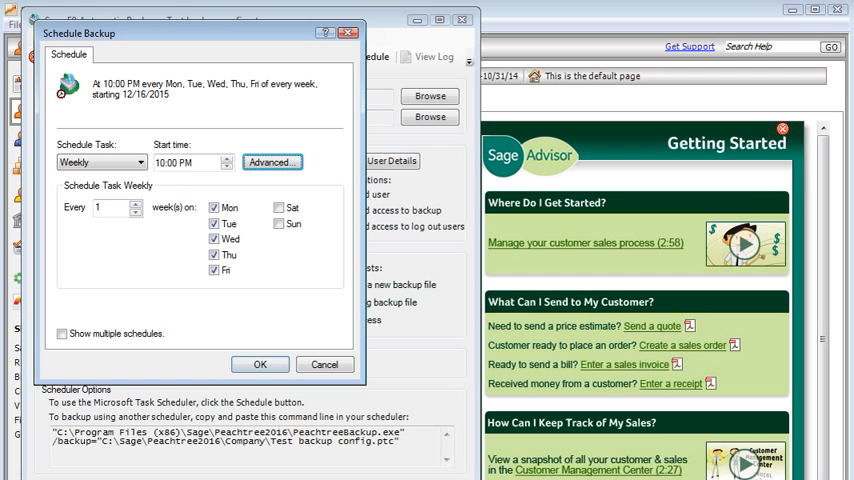 Schedule Backup
Schedule
At 10:00 PM every Mon, Tue, Wed, Thu, Fri of every week,
starting 12/16/2015
Schedule Task:
Start time:
Weekly
10:00 PM
Advanced...
Schedule Task Weekly
Every
1
week(s) on:
Mon
Sat
Tue
Sun
Wed
Thu
Fri
Show multiple schedules.
OK
Cancel
View Log
Browse
Browse
User Details
d user
d access to backup
d access to log out users
a new backup file
Scheduler Options
To use the Microsoft Task Scheduler, click the Schedule button.
To backup using another scheduler, copy and paste this command line in your scheduler:
"C:\Program Files (x86)\Sage\Peachtree2016\PeachtreeBackup.exe"
/backup="C:\Sage\Peachtree2016\Company\Test backup config.ptc"
Get Support
Search Help
GO
-10/31/14
This is the default page
Sage
Advisor
Getting Started
Where Do I Get Started?
Manage your customer sales process (2:58)
What Can I Send to My Customer?
Need to send a price estimate? Send a quote
Customer ready to place an order? Create a sales order
Ready to send a bill? Enter a sales invoice
Received money from a customer? Enter a receipt
How Can I Keep Track of My Sales?
View a snapshot of all your customer & sales
in the Customer Management Center (2:27)
Customer
Management
Center